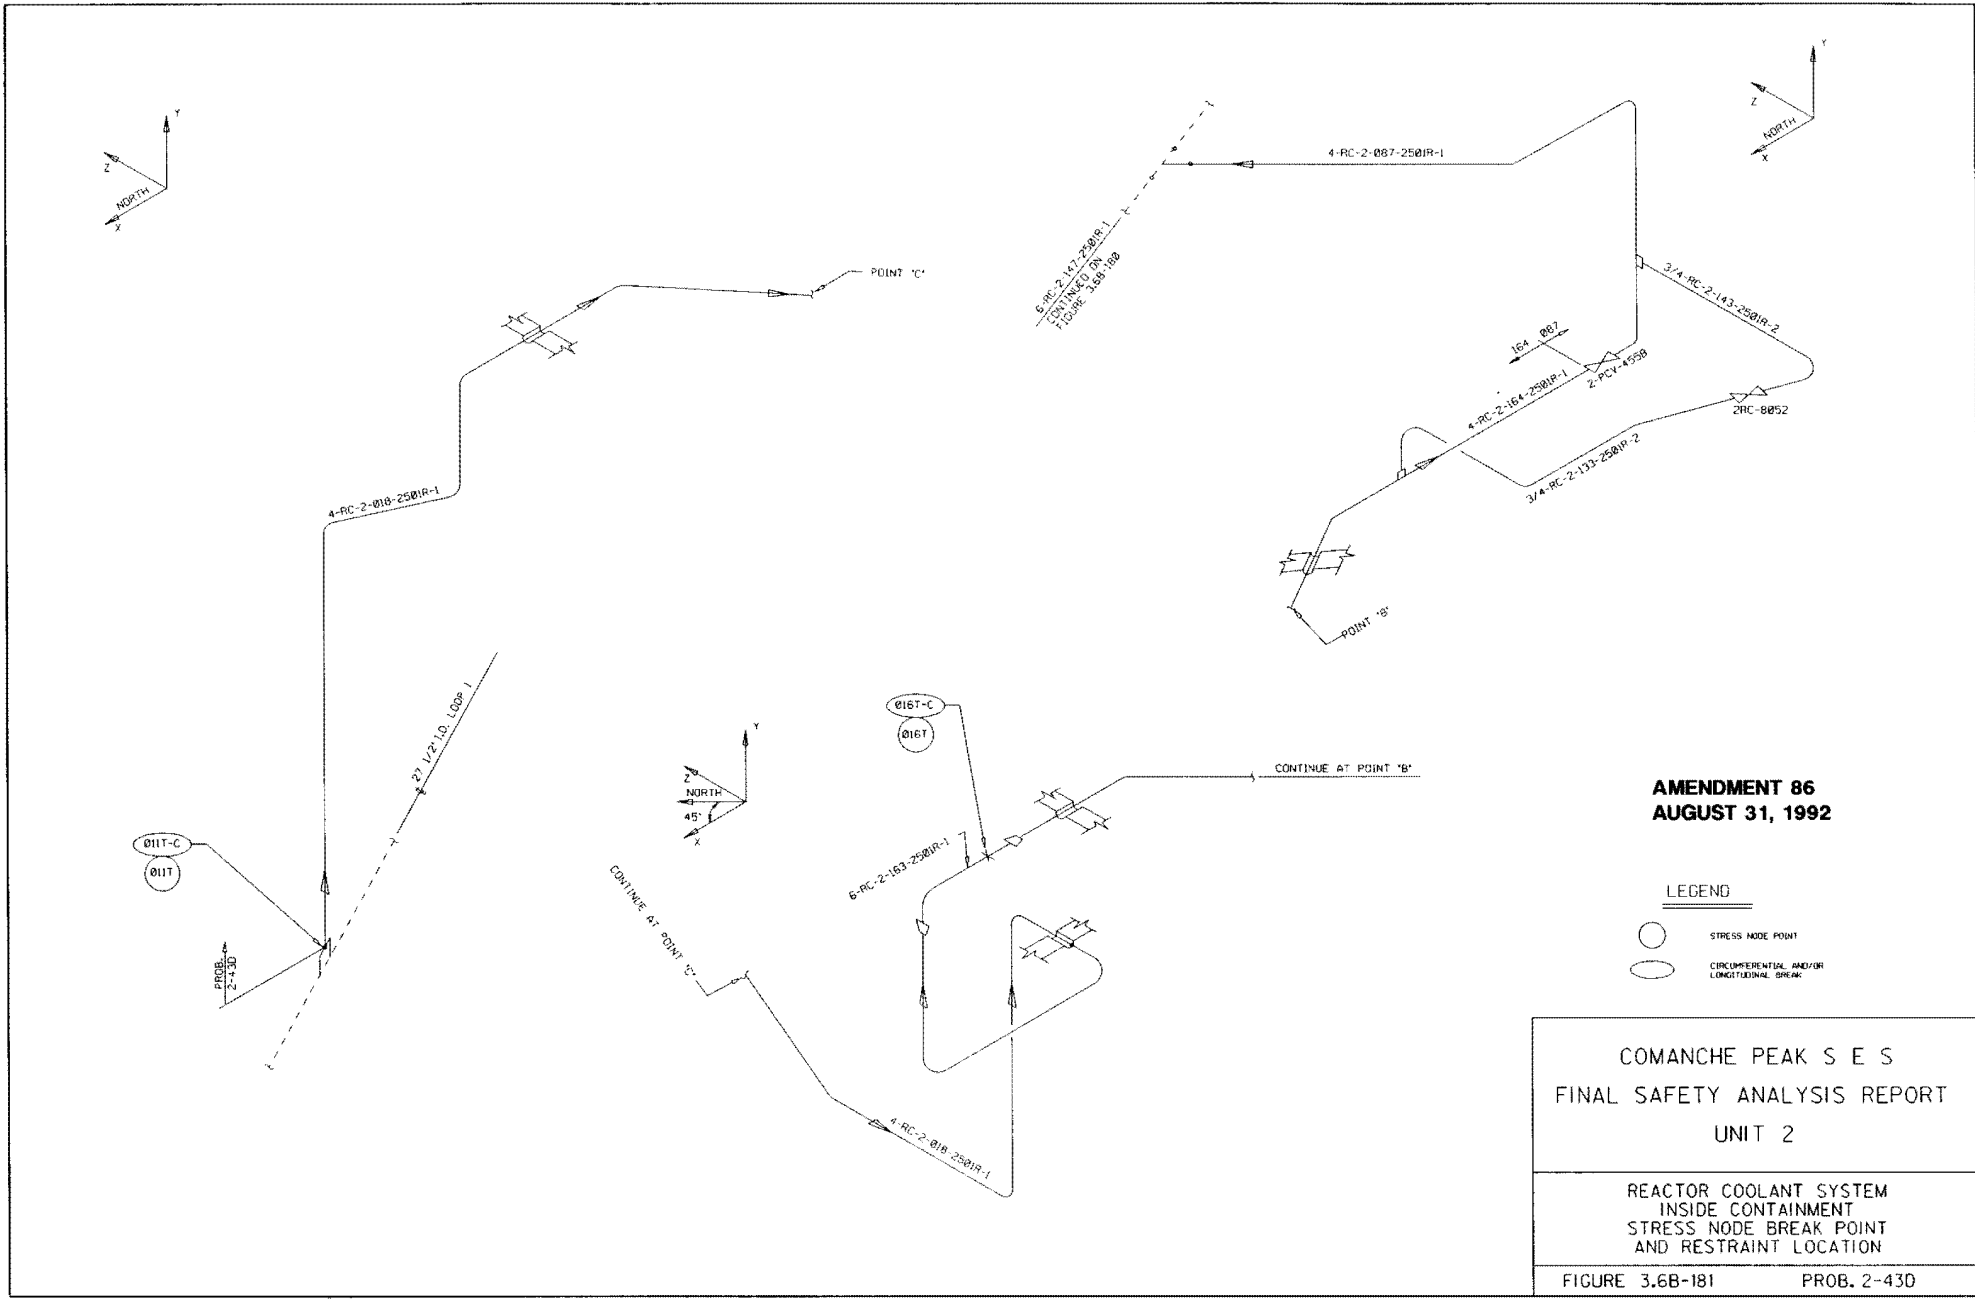 Y
Z
NORTH
X
POINT 'C'
4-RC-2-018-2501R-1
27 1/2" I.D. LOOP 1
011T-C
011T
PROB.
2-43D
Y
Z
NORTH
X
4-RC-2-087-2501R-1
6-RC-2-147-2501R-1
CONTINUED ON
FIGURE 3.6B-180
3/4-RC-2-143-2501R-2
164 087
2-PCV-455B
4-RC-2-164-2501R-1
2RC-8052
3/4-RC-2-133-2501R-2
POINT 'B'
016T-C
016T
Y
Z
NORTH
45°
X
CONTINUE AT POINT 'B'
6-RC-2-163-2501R-1
CONTINUE AT POINT 'C'
4-RC-2-018-2501R-1
AMENDMENT 86
AUGUST 31, 1992
LEGEND
STRESS NODE POINT
CIRCUMFERENTIAL AND/OR
LONGITUDINAL BREAK
COMANCHE PEAK S E S
FINAL SAFETY ANALYSIS REPORT
UNIT 2
REACTOR COOLANT SYSTEM
INSIDE CONTAINMENT
STRESS NODE BREAK POINT
AND RESTRAINT LOCATION
FIGURE 3.6B-181 PROB. 2-43D